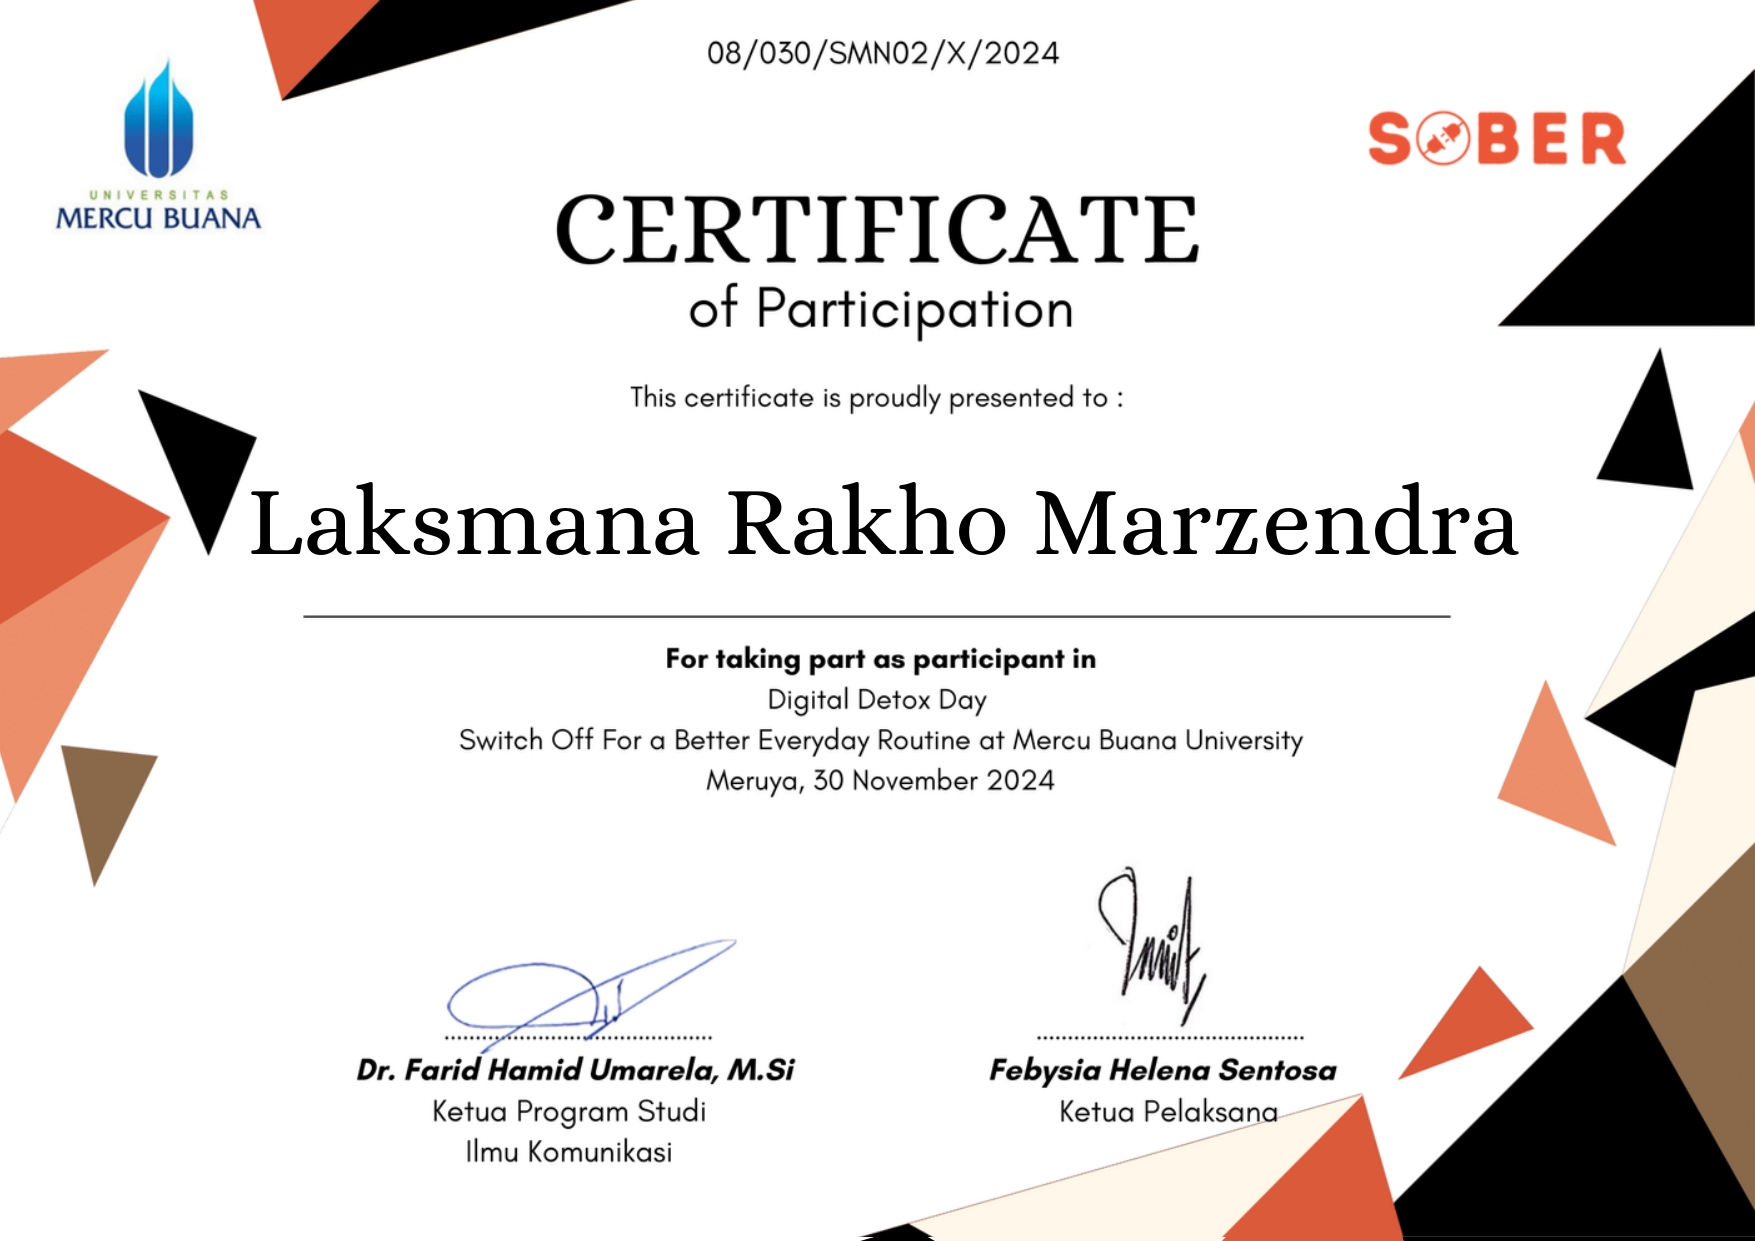 08/030/SMN02/X/2024
UNIVERSITAS
MERCU BUANA
SOBER
CERTIFICATE
of Participation
This certificate is proudly presented to :
Laksmana Rakho Marzendra
For taking part as participant in
Digital Detox Day
Switch Off For a Better Everyday Routine at Mercu Buana University
Meruya, 30 November 2024
Dr. Farid Hamid Umarela, M.Si
Ketua Program Studi
Ilmu Komunikasi
Febysia Helena Sentosa
Ketua Pelaksana